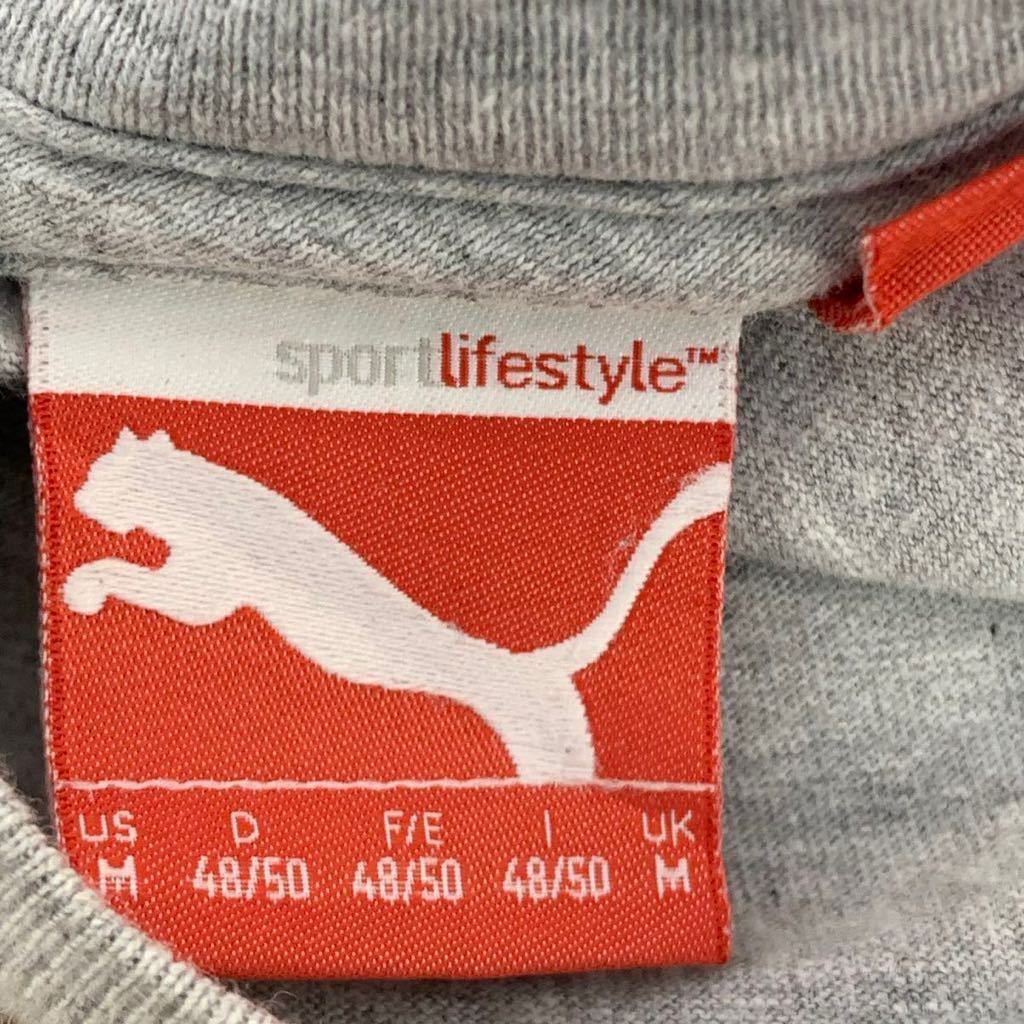 sportlifestyle™
US D F/E I UK
M 48/50 48/50 48/50 M